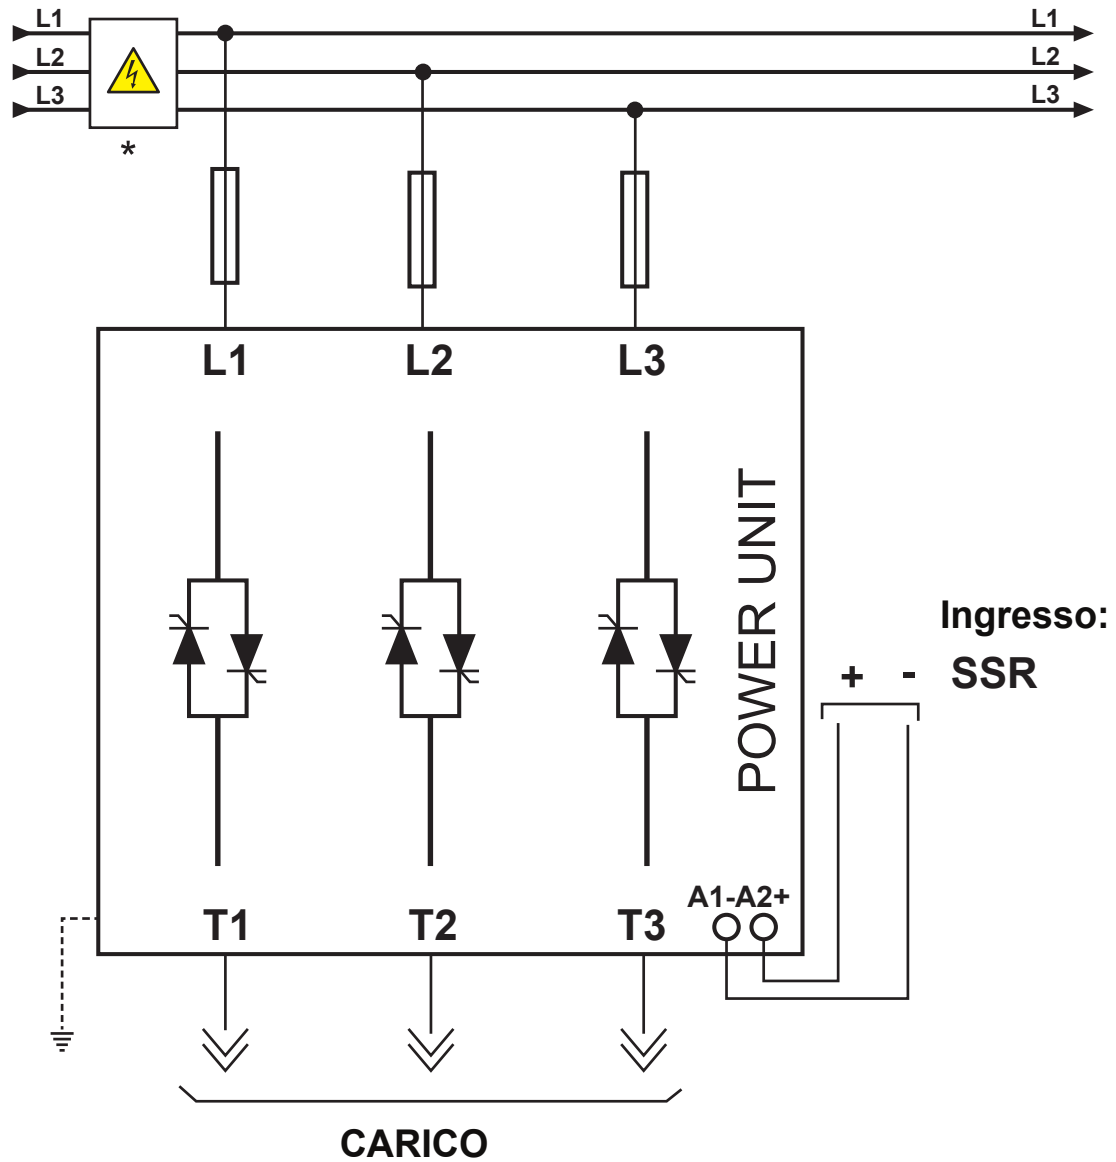 L1 L1
L2 L2
L3 L3
*
L1 L2 L3
POWER UNIT
Ingresso:
+ - SSR
A1-A2+
T1 T2 T3
CARICO